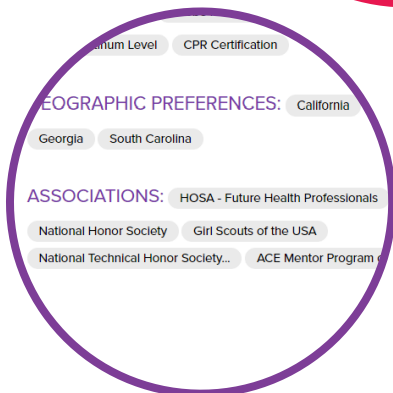 Level CPR Certification
EOGRAPHIC PREFERENCES: California
Georgia South Carolina
ASSOCIATIONS: HOSA - Future Health Professionals
National Honor Society Girl Scouts of the USA
National Technical Honor Society... ACE Mentor Program